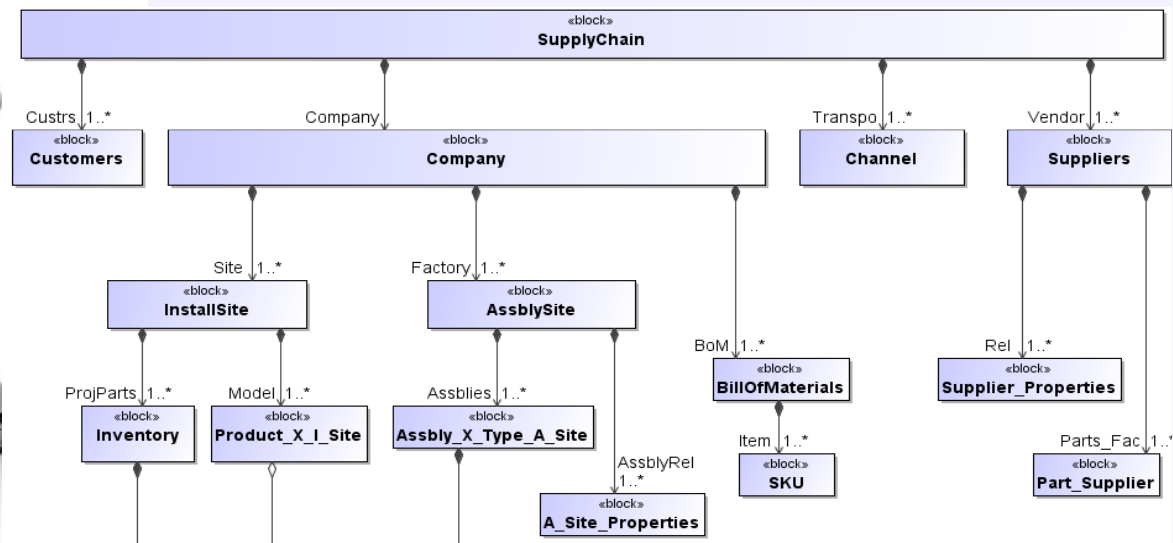 «block»
SupplyChain
Custrs 1..*
Company
Transpo 1..*
Vendor 1..*
«block»
Customers
«block»
Company
«block»
Channel
«block»
Suppliers
Site 1..*
Factory 1..*
«block»
InstallSite
«block»
AssblySite
BoM 1..*
Rel 1..*
«block»
BillOfMaterials
«block»
Supplier_Properties
ProjParts 1..*
Model 1..*
Assblies 1..*
«block»
Inventory
«block»
Product_X_I_Site
«block»
Assbly_X_Type_A_Site
Item 1..*
Parts_Fac 1..*
AssblyRel
1..*
«block»
SKU
«block»
Part_Supplier
«block»
A_Site_Properties